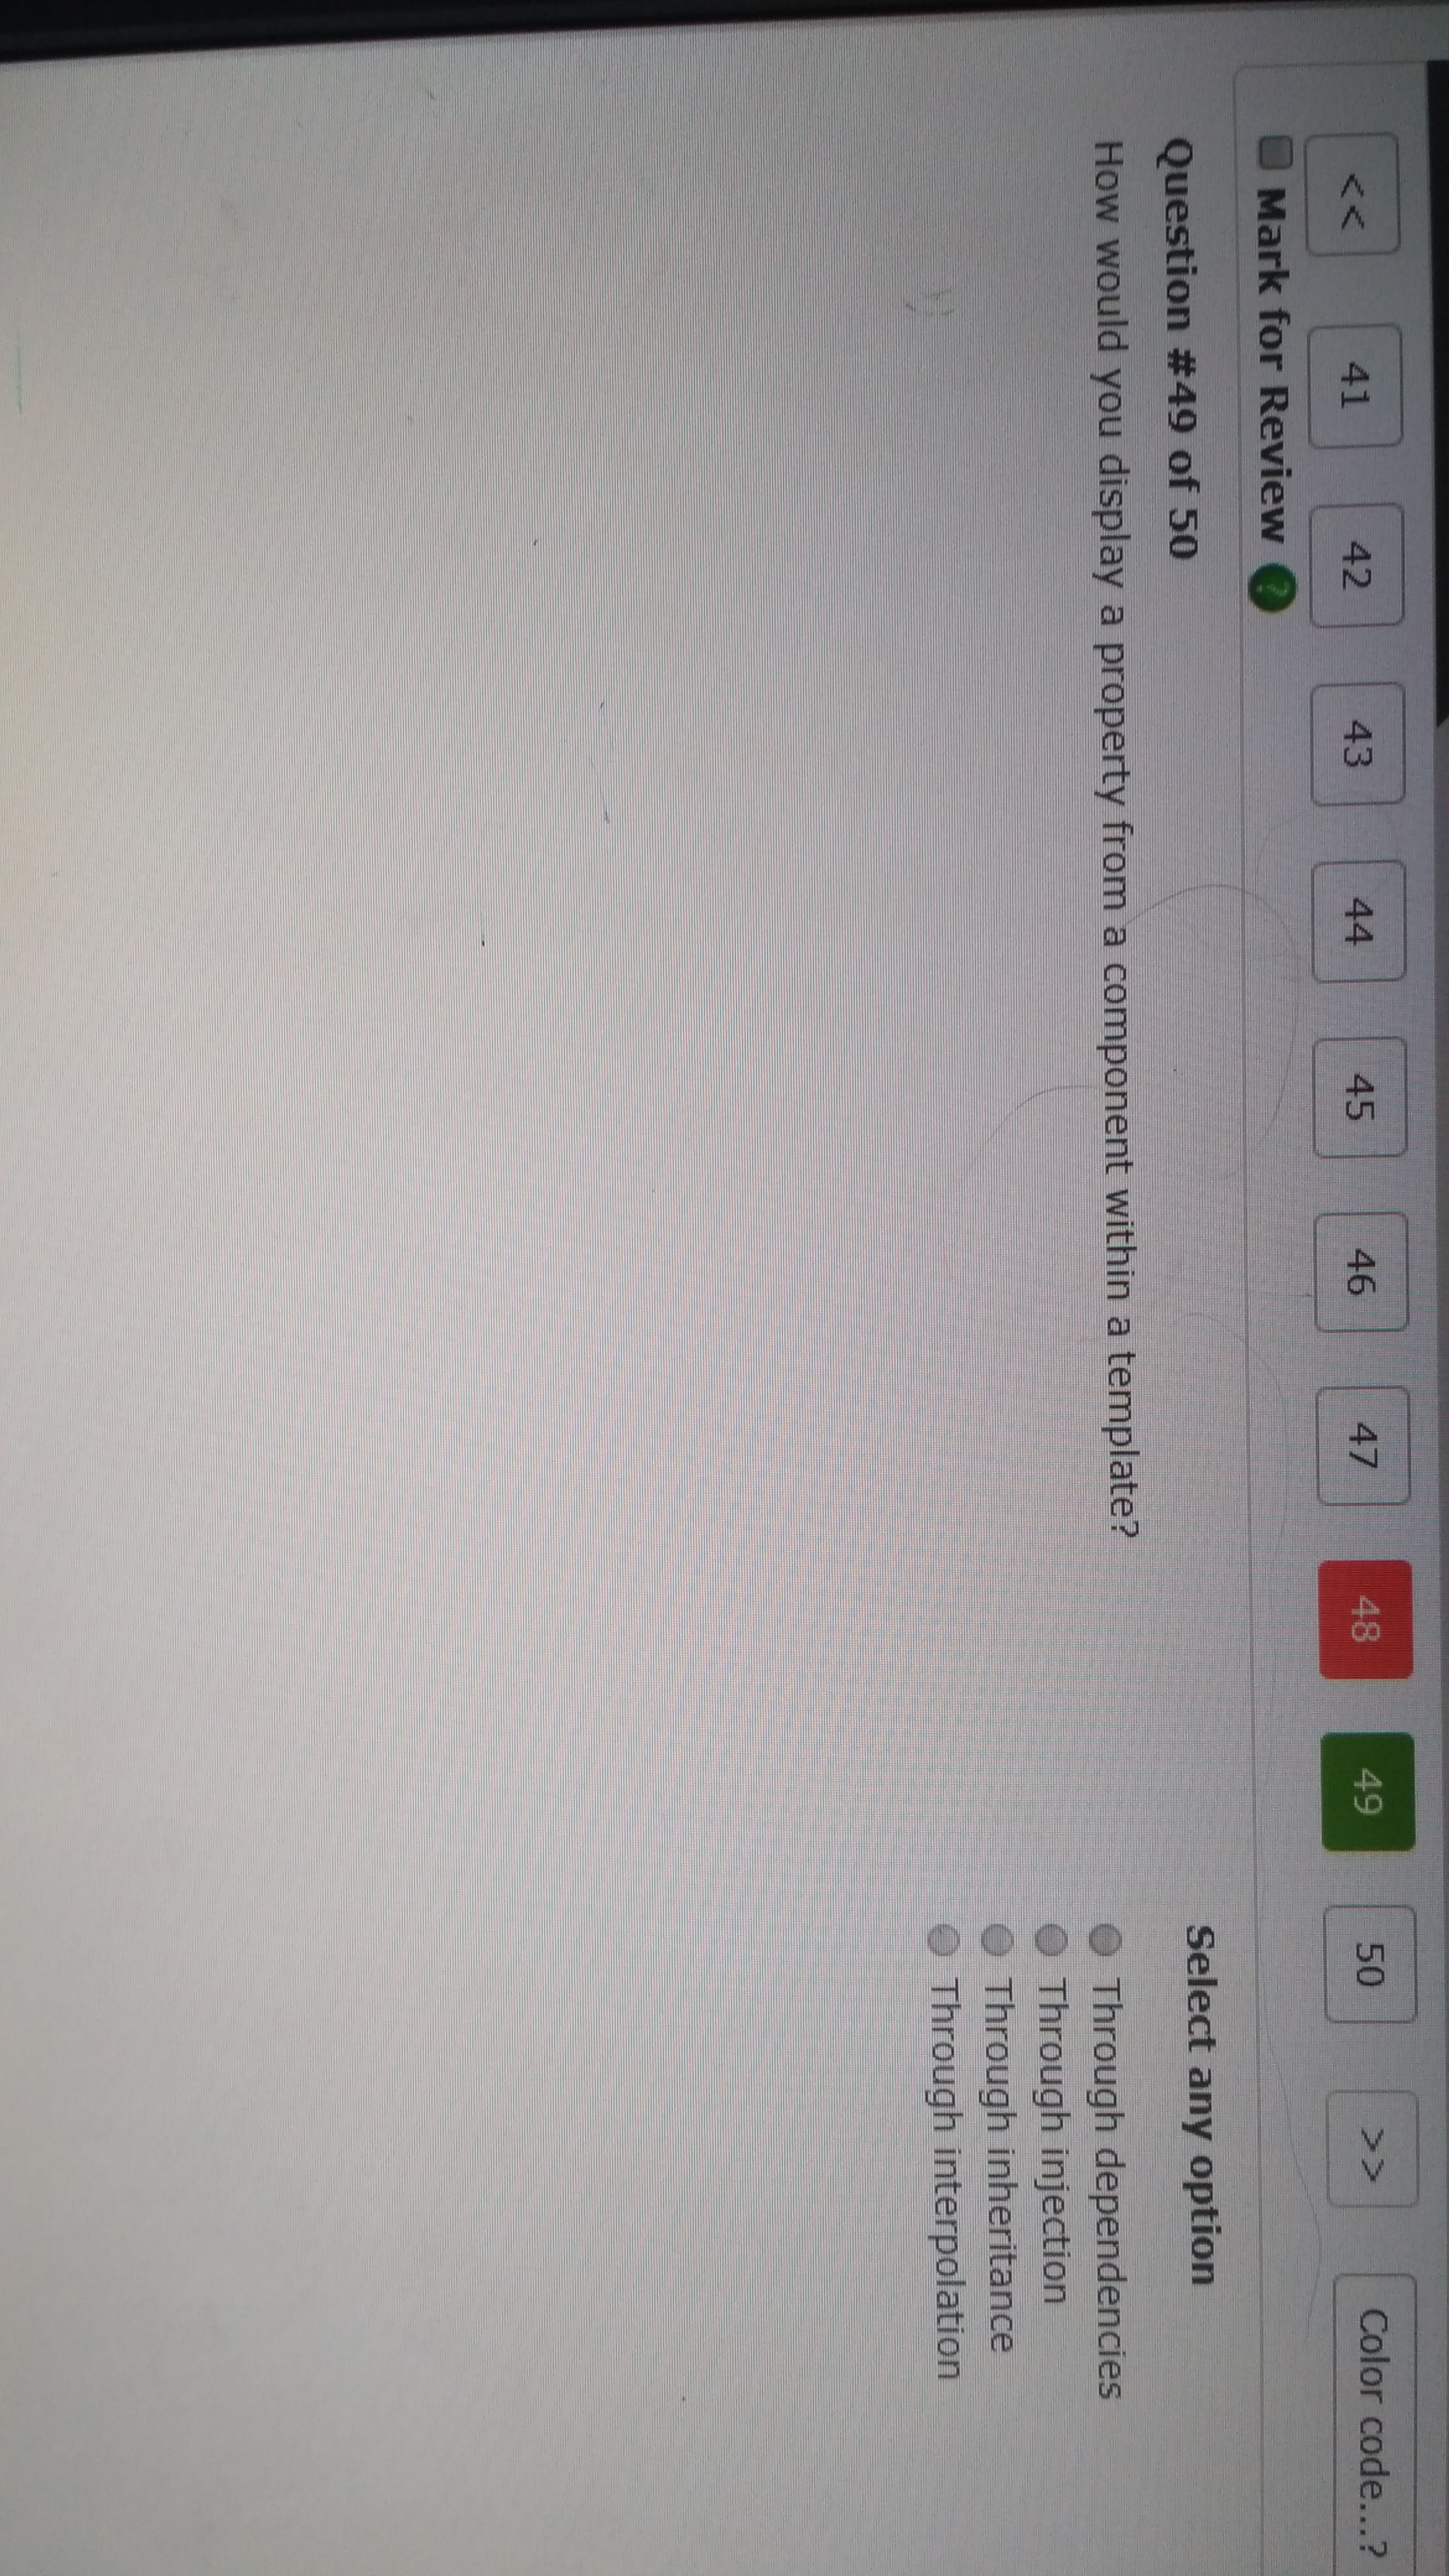 << 41 42 43 44 45 46 47 48 49 50 >> Color code...?
Mark for Review ?
Question #49 of 50
How would you display a property from a component within a template?
Select any option
Through dependencies
Through injection
Through inheritance
Through interpolation